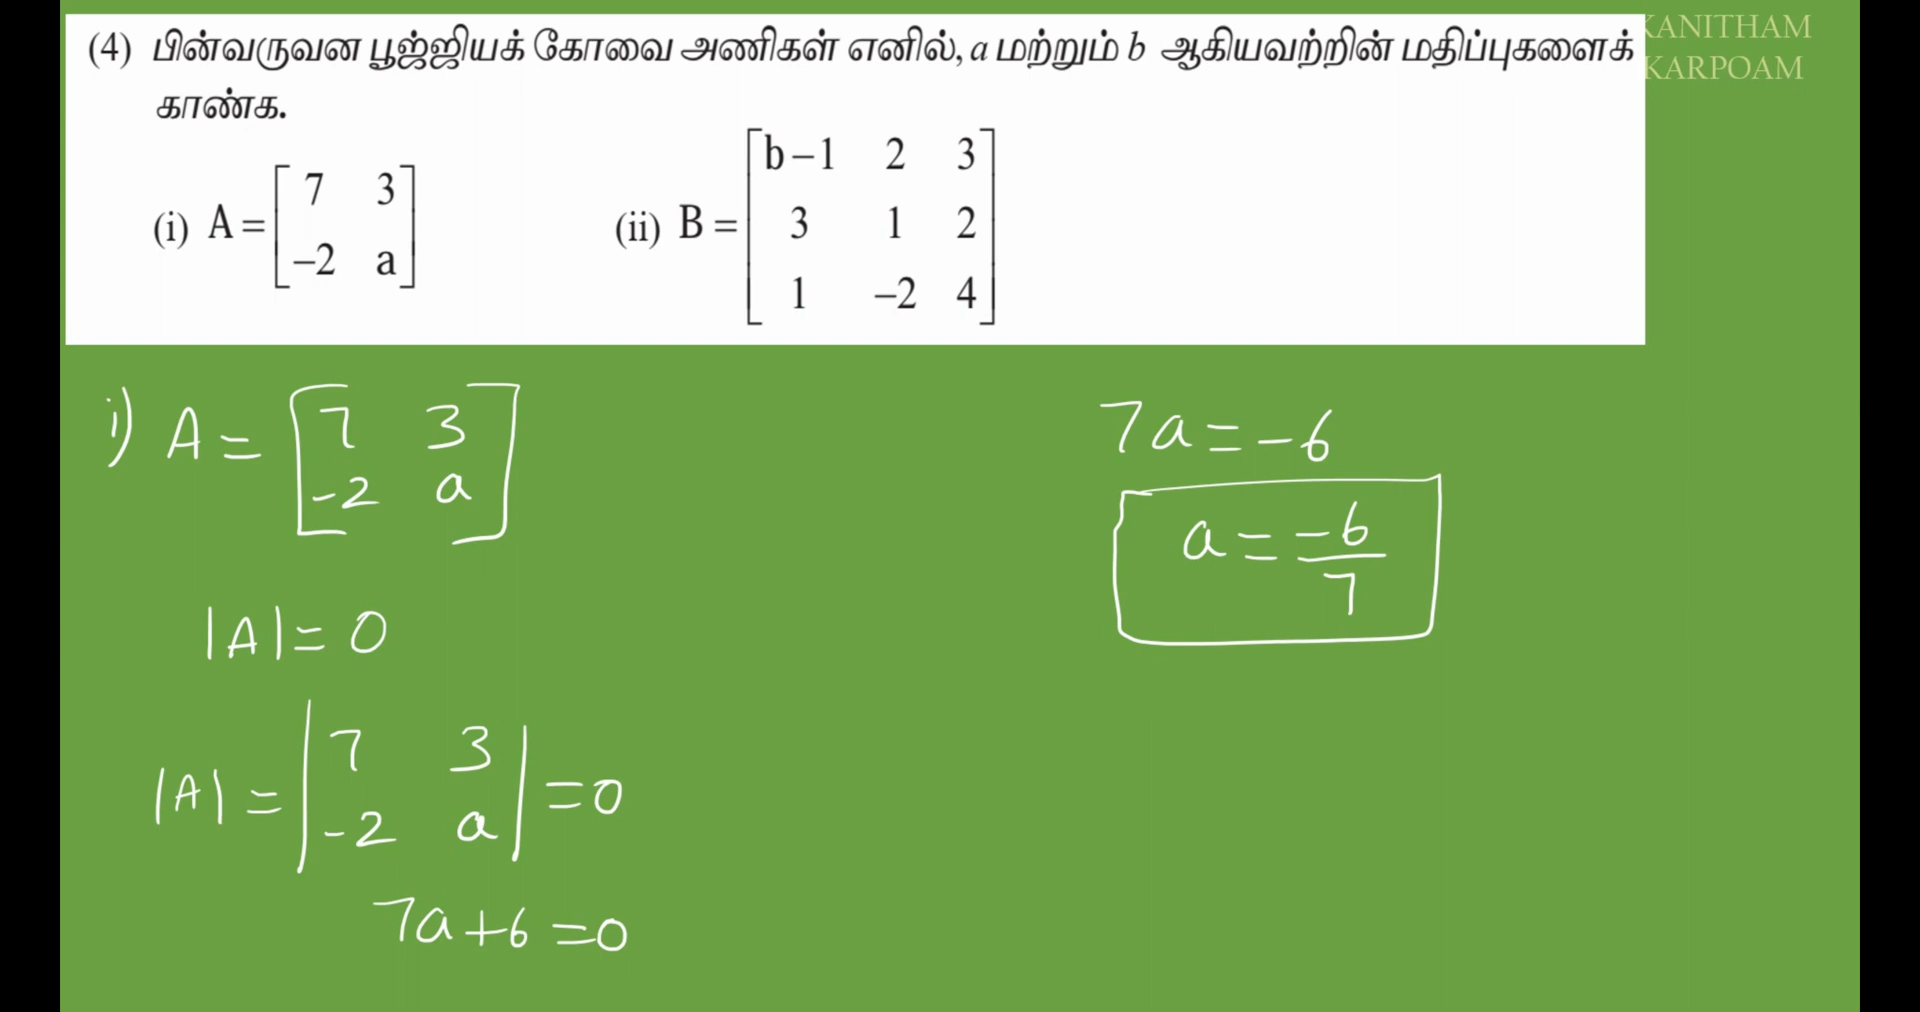 KANITHAM
KARPOAM
(4) பின்வருவன பூஜ்ஜியக் கோவை அணிகள் எனில், a மற்றும் b ஆகியவற்றின் மதிப்புகளைக்
காண்க.
(i) A = [7 3
-2 a]
(ii) B = [b-1 2 3
3 1 2
1 -2 4]
i) A = [7 3
-2 a]
|A| = 0
|A| = |7 3
-2 a| = 0
7a+6 = 0
7a = -6
a = -6/7